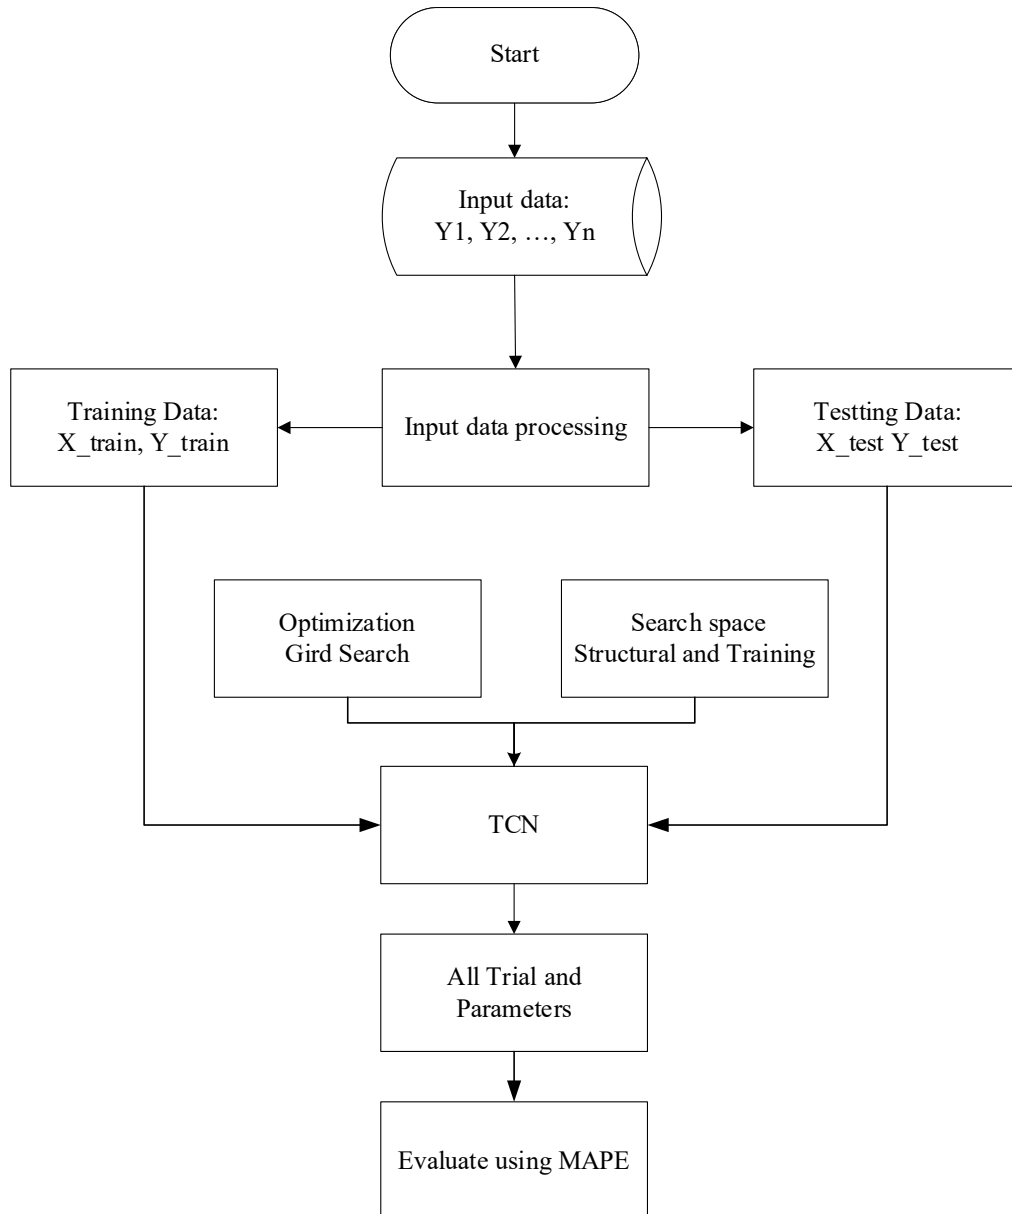 Start
Input data:
Y1, Y2, …, Yn
Training Data:
X_train, Y_train
Input data processing
Testting Data:
X_test Y_test
Optimization
Gird Search
Search space
Structural and Training
TCN
All Trial and
Parameters
Evaluate using MAPE